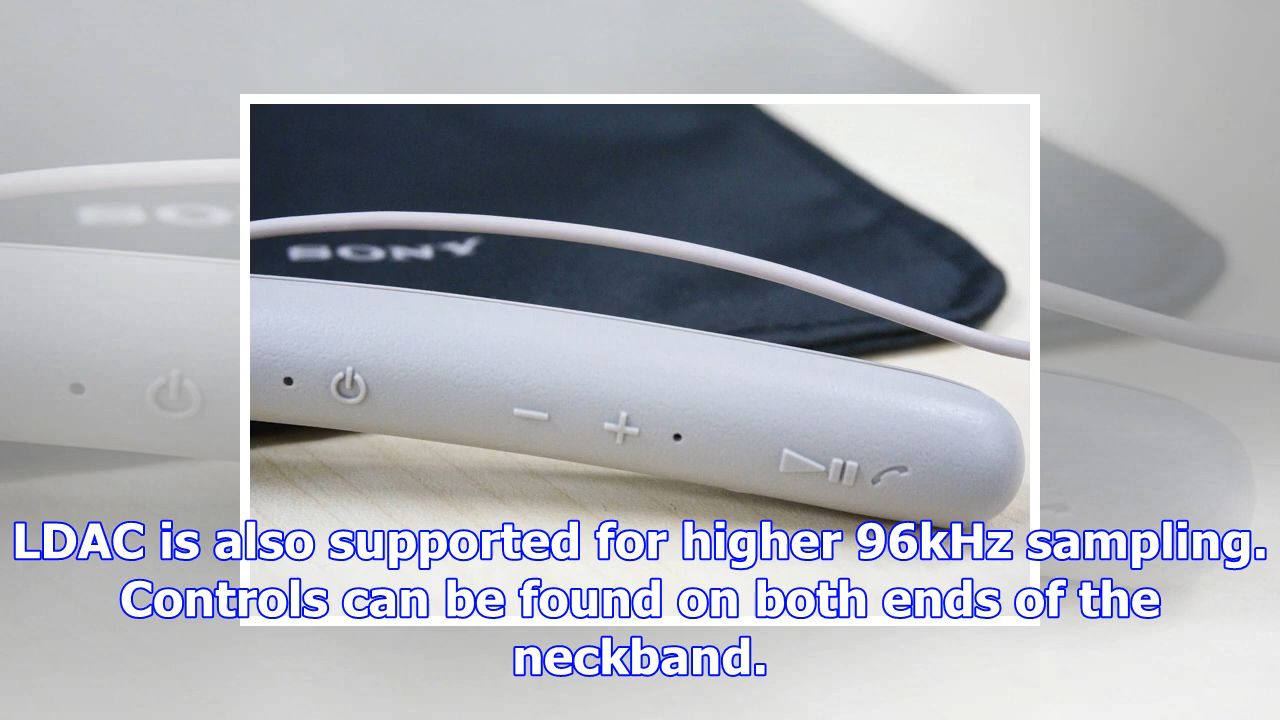 SONY
LDAC is also supported for higher 96kHz sampling.
Controls can be found on both ends of the
neckband.